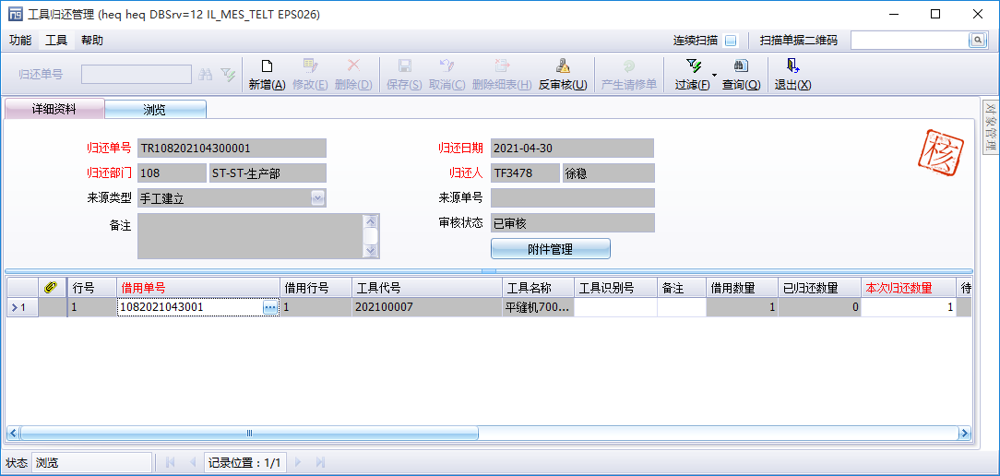 工具归还管理 (heq heq DBSrv=12 IL_MES_TELT EPS026)
功能 工具 帮助 连续扫描 扫描单据二维码
归还单号 新增(A) 修改(E) 删除(D) 保存(S) 取消(C) 删除细表(H) 反审核(U) 产生请修单 过滤(F) 查询(Q) 退出(X)
详细资料 浏览
对象管理
归还单号 TR108202104300001 归还日期 2021-04-30
核
归还部门 108 ST-ST-生产部 归还人 TF3478 徐稳
来源类型 手工建立 来源单号
备注 审核状态 已审核
附件管理
行号 借用单号 借用行号 工具代号 工具名称 工具识别号 备注 借用数量 已归还数量 本次归还数量 待
1 1 1082021043001 1 202100007 平缝机700... 1 0 1
状态 浏览 记录位置：1/1